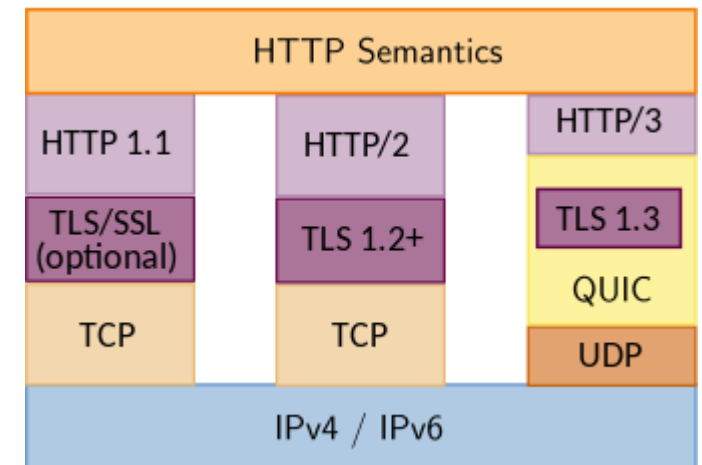 HTTP Semantics
HTTP 1.1
TLS/SSL
(optional)
TCP
HTTP/2
TLS 1.2+
TCP
HTTP/3
TLS 1.3
QUIC
UDP
IPv4 / IPv6